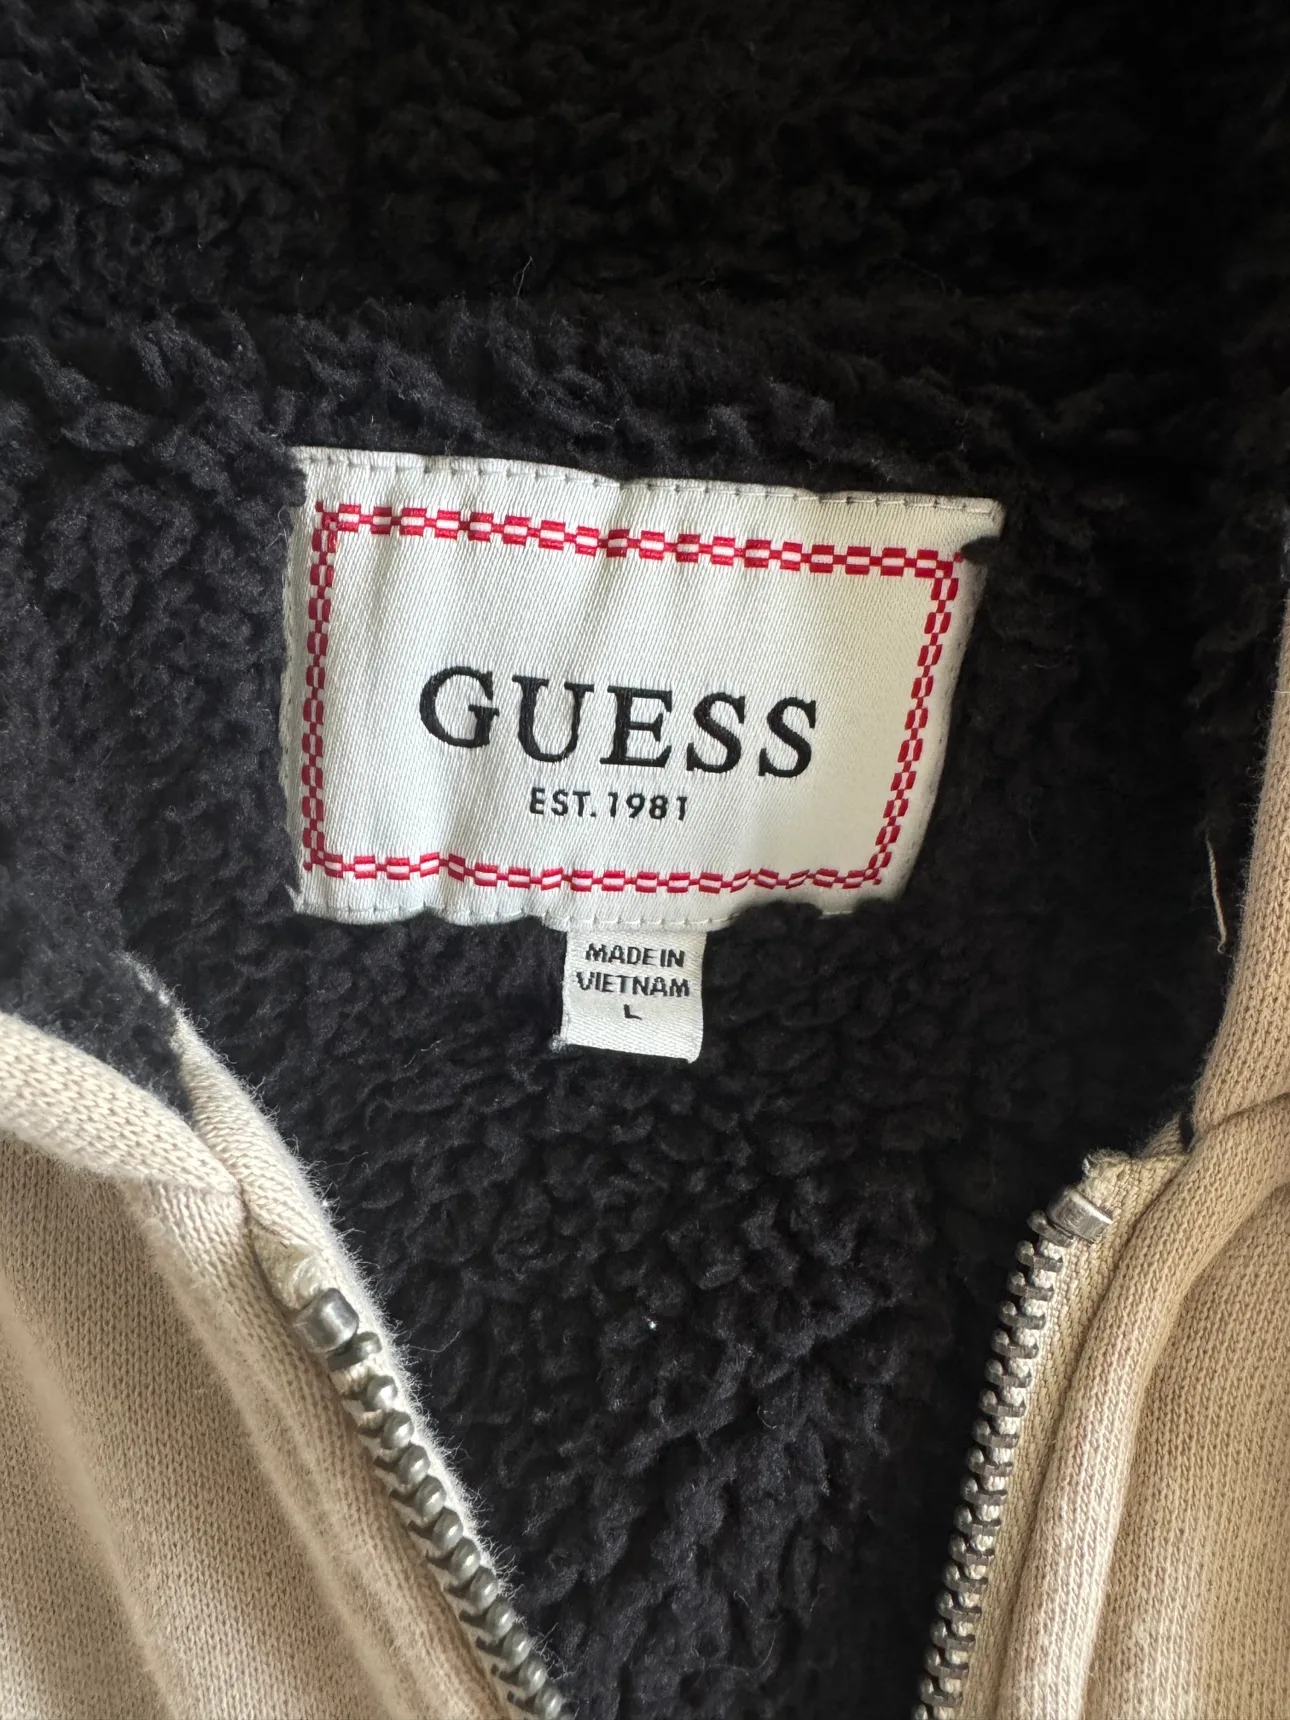 GUESS
EST. 1981
MADE IN
VIETNAM
L